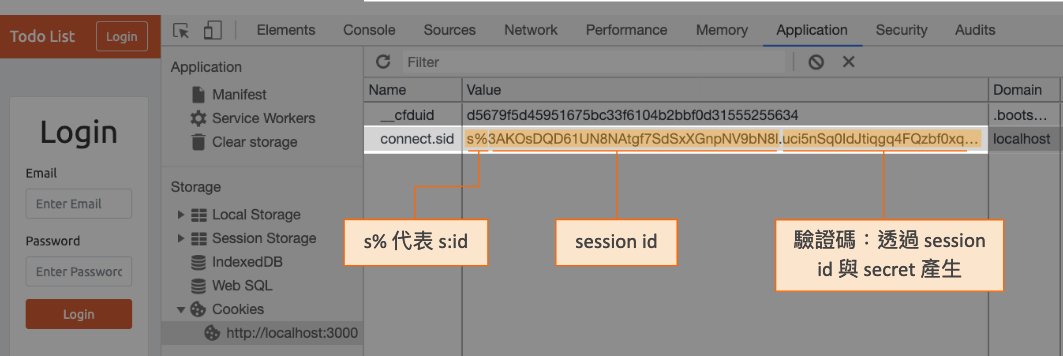 Todo List
Login
Elements
Console
Sources
Network
Performance
Memory
Application
Security
Audits
Application
Filter
Manifest
Service Workers
Clear storage
Name
Value
Domain
__cfduid
d5679f5d45951675bc33f6104b2bbf0d31555255634
.boots…
connect.sid
s%3AKOsDQD61UN8NAtgf7SdSxXGnpNV9bN8l.uci5nSq0IdJtiqgq4FQzbf0xq…
localhost
Login
Email
Enter Email
Password
Enter Password
Login
Storage
Local Storage
Session Storage
IndexedDB
Web SQL
Cookies
http://localhost:3000
s% 代表 s:id
session id
驗證碼：透過 session
id 與 secret 產生